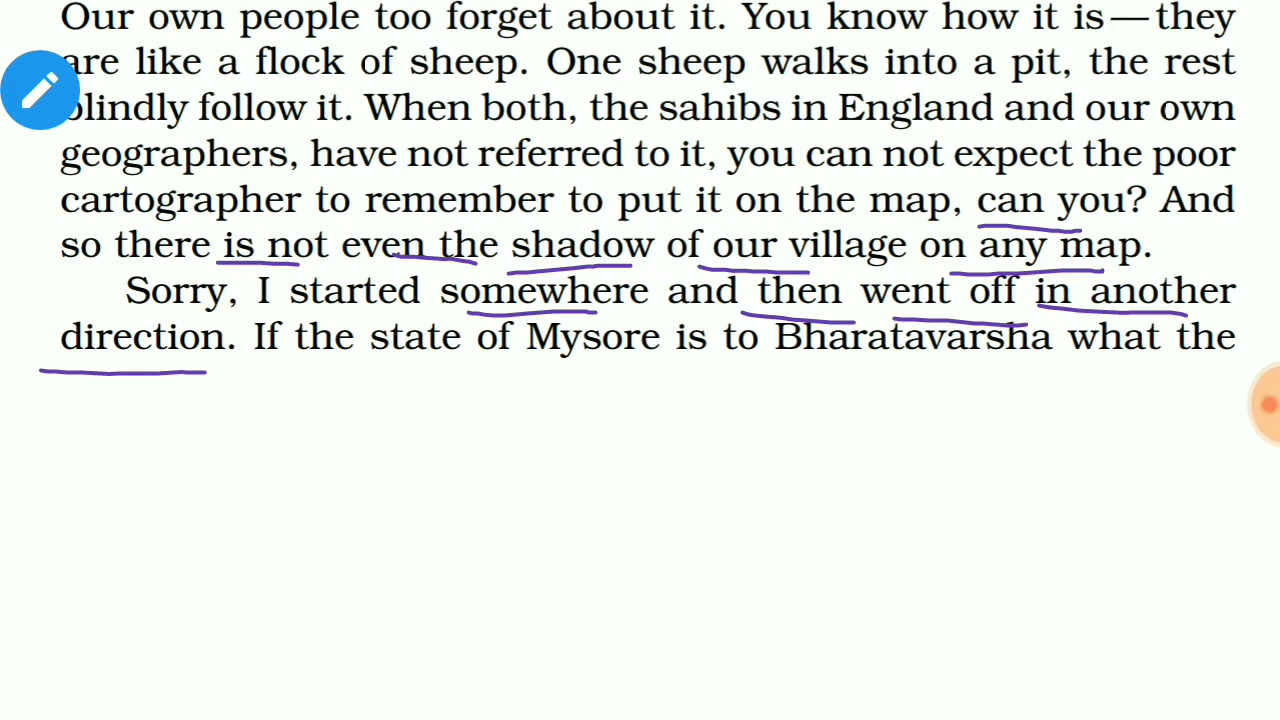 Our own people too forget about it. You know how it is—they
are like a flock of sheep. One sheep walks into a pit, the rest
blindly follow it. When both, the sahibs in England and our own
geographers, have not referred to it, you can not expect the poor
cartographer to remember to put it on the map, can you? And
so there is not even the shadow of our village on any map.
Sorry, I started somewhere and then went off in another
direction. If the state of Mysore is to Bharatavarsha what the